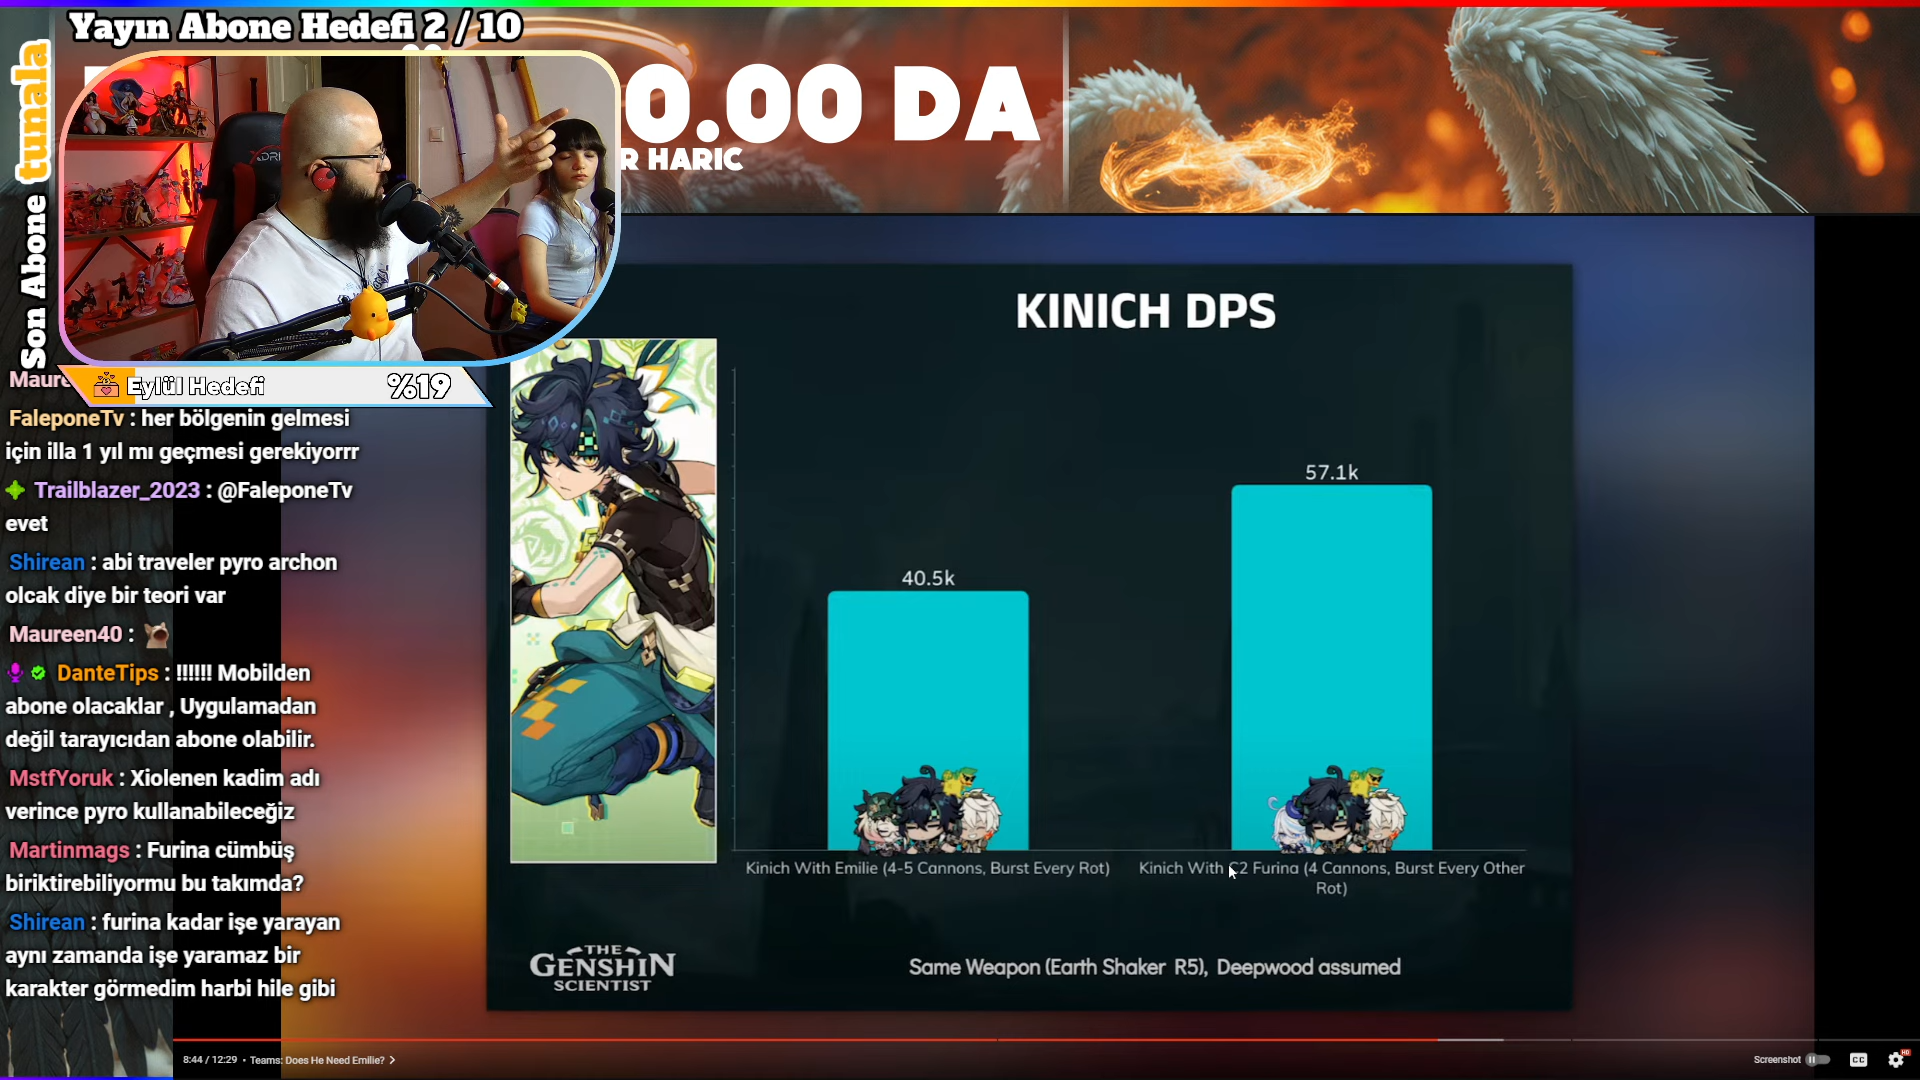 Yayın Abone Hedefi 2 / 10
Son Abone tunala
0.00 DA
R HARIC
Eylül Hedefi %19
Maure
FaleponeTv : her bölgenin gelmesi
için illa 1 yıl mı geçmesi gerekiyorrr
Trailblazer_2023 : @FaleponeTv
evet
Shirean : abi traveler pyro archon
olcak diye bir teori var
Maureen40 :
DanteTips : !!!!!! Mobilden
abone olacaklar , Uygulamadan
değil tarayıcıdan abone olabilir.
MstfYoruk : Xiolenen kadim adı
verince pyro kullanabileceğiz
Martinmags : Furina cümbüş
biriktirebiliyormu bu takımda?
Shirean : furina kadar işe yarayan
aynı zamanda işe yaramaz bir
karakter görmedim harbi hile gibi
KINICH DPS
40.5k
57.1k
Kinich With Emilie (4-5 Cannons, Burst Every Rot)
Kinich With C2 Furina (4 Cannons, Burst Every Other
Rot)
THE
GENSHIN
SCIENTIST
Same Weapon (Earth Shaker R5), Deepwood assumed
8:44 / 12:29 • Teams: Does He Need Emilie? >
Screenshot
CC
HD